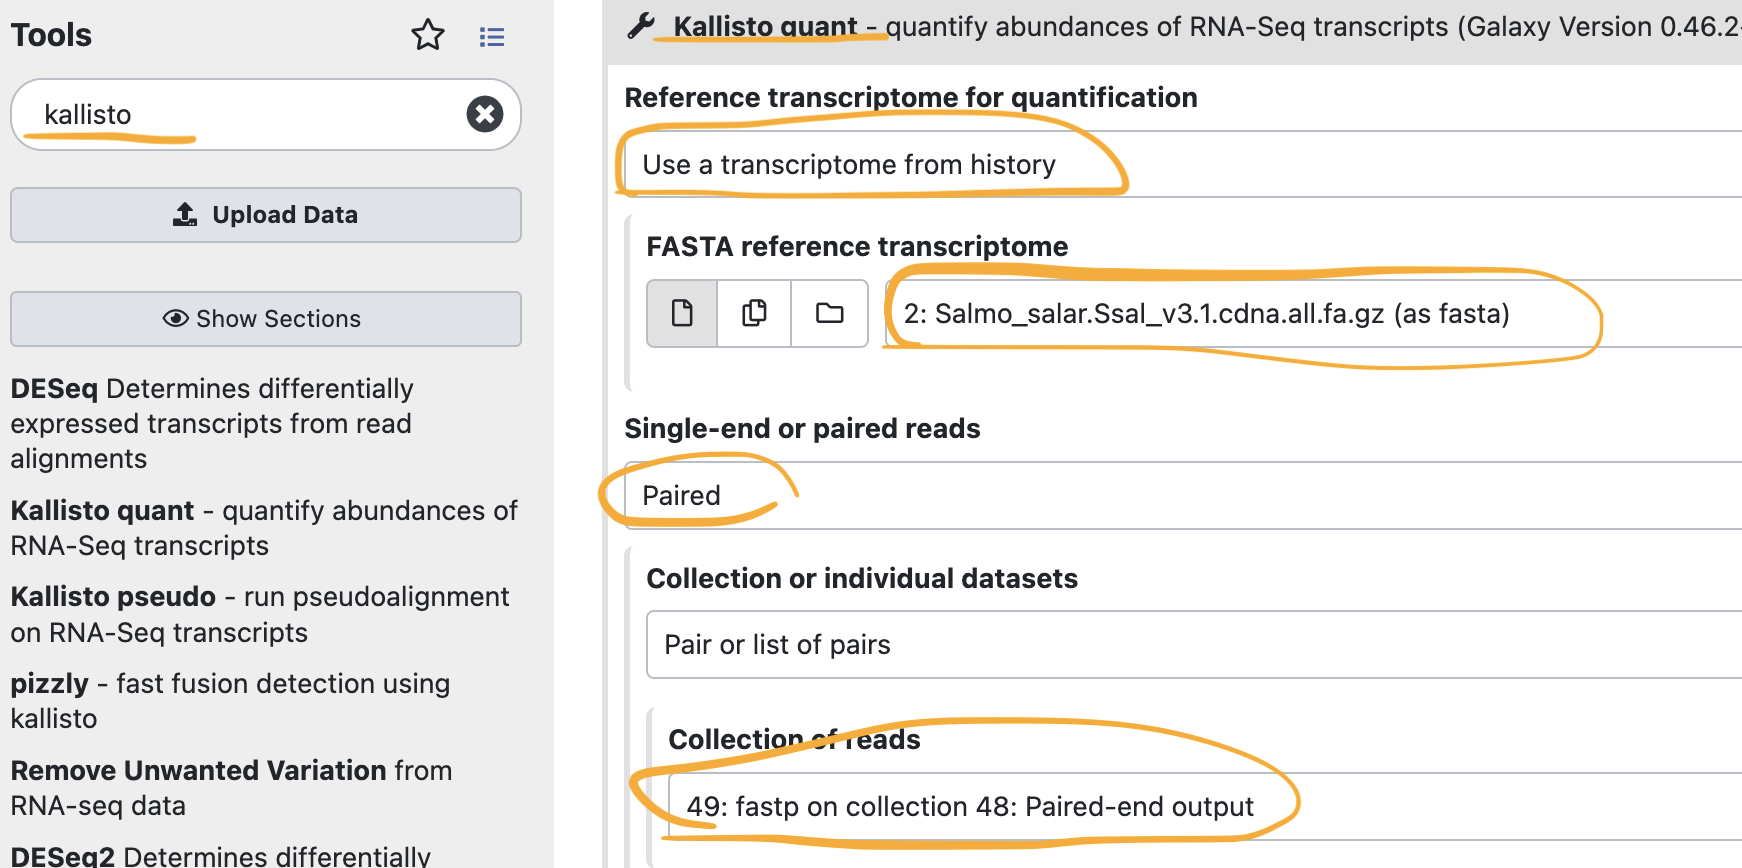 Tools
kallisto
Upload Data
Show Sections
DESeq Determines differentially
expressed transcripts from read
alignments
Kallisto quant - quantify abundances of
RNA-Seq transcripts
Kallisto pseudo - run pseudoalignment
on RNA-Seq transcripts
pizzly - fast fusion detection using
kallisto
Remove Unwanted Variation from
RNA-seq data
DESeq2 Determines differentially
Kallisto quant - quantify abundances of RNA-Seq transcripts (Galaxy Version 0.46.2
Reference transcriptome for quantification
Use a transcriptome from history
FASTA reference transcriptome
2: Salmo_salar.Ssal_v3.1.cdna.all.fa.gz (as fasta)
Single-end or paired reads
Paired
Collection or individual datasets
Pair or list of pairs
Collection of reads
49: fastp on collection 48: Paired-end output